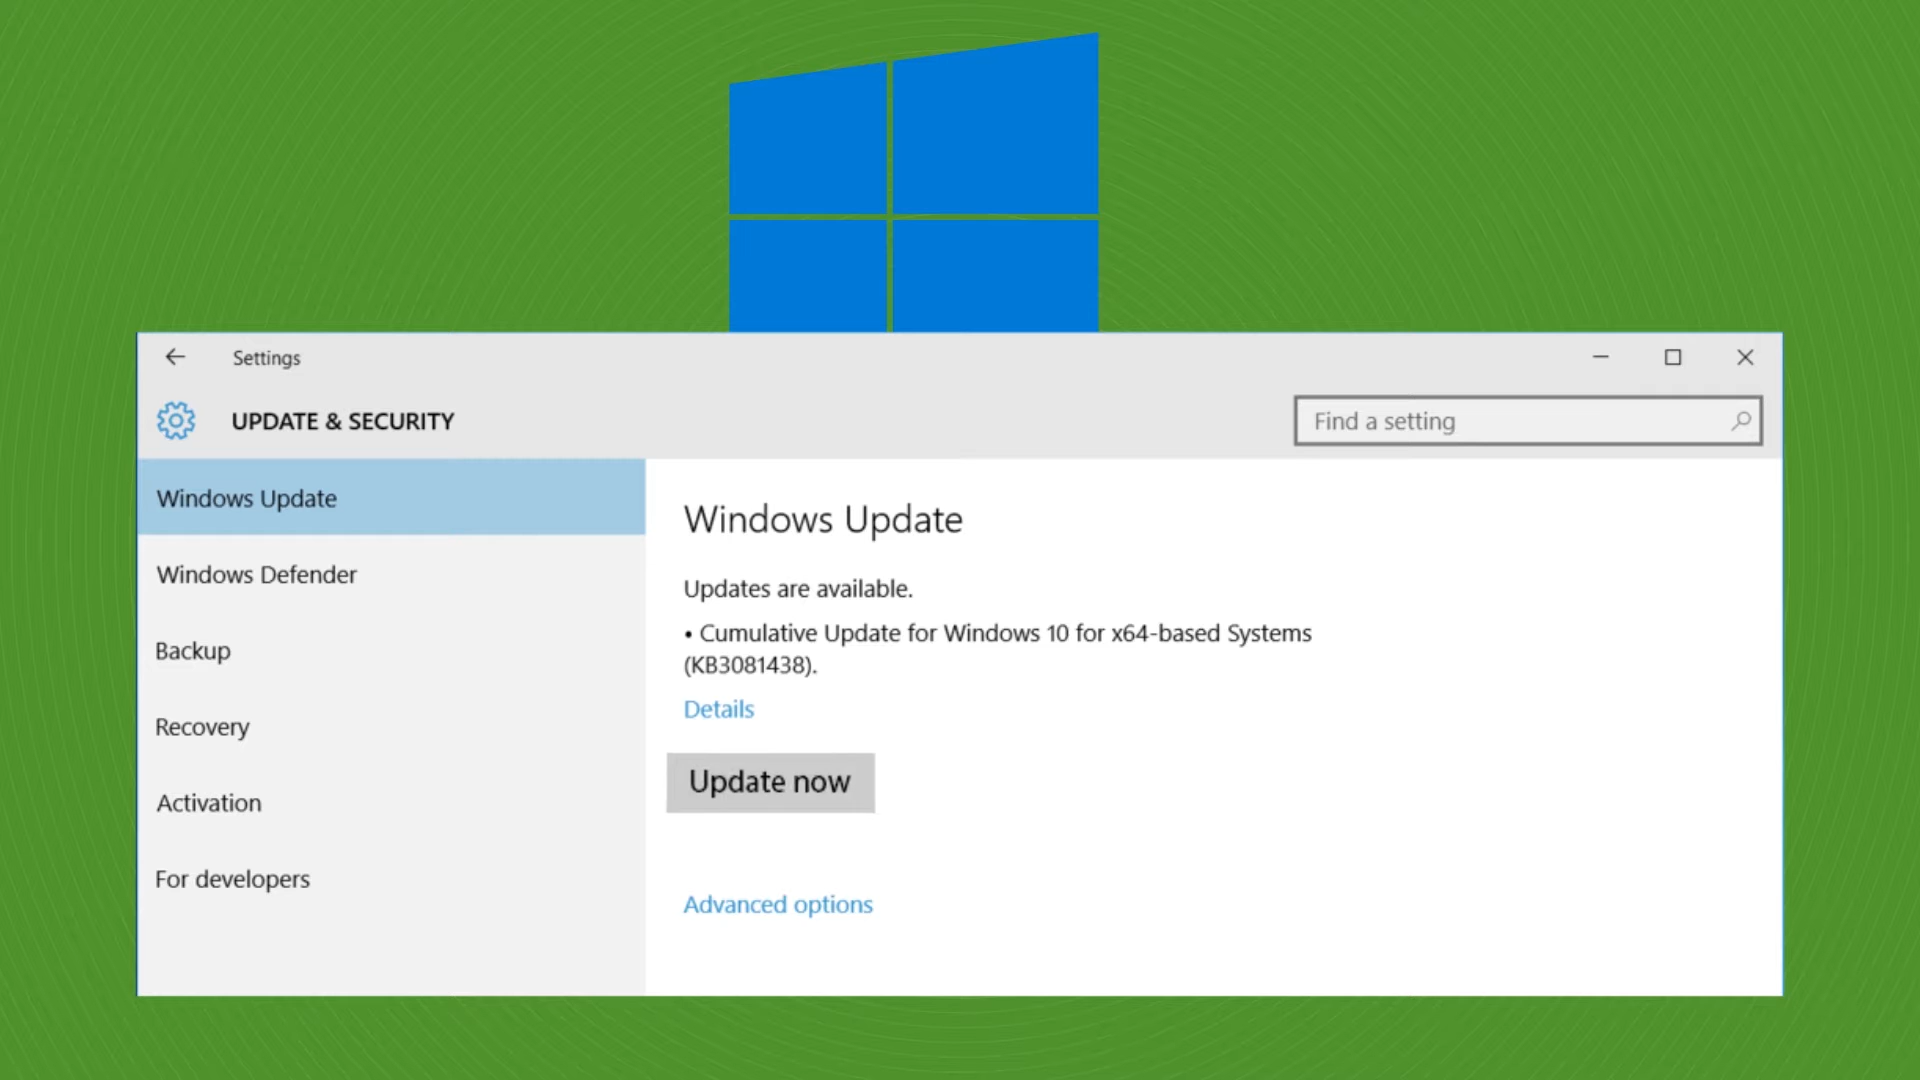 Settings
UPDATE & SECURITY
Find a setting
Windows Update
Windows Defender
Backup
Recovery
Activation
For developers
Windows Update
Updates are available.
• Cumulative Update for Windows 10 for x64-based Systems
(KB3081438).
Details
Update now
Advanced options